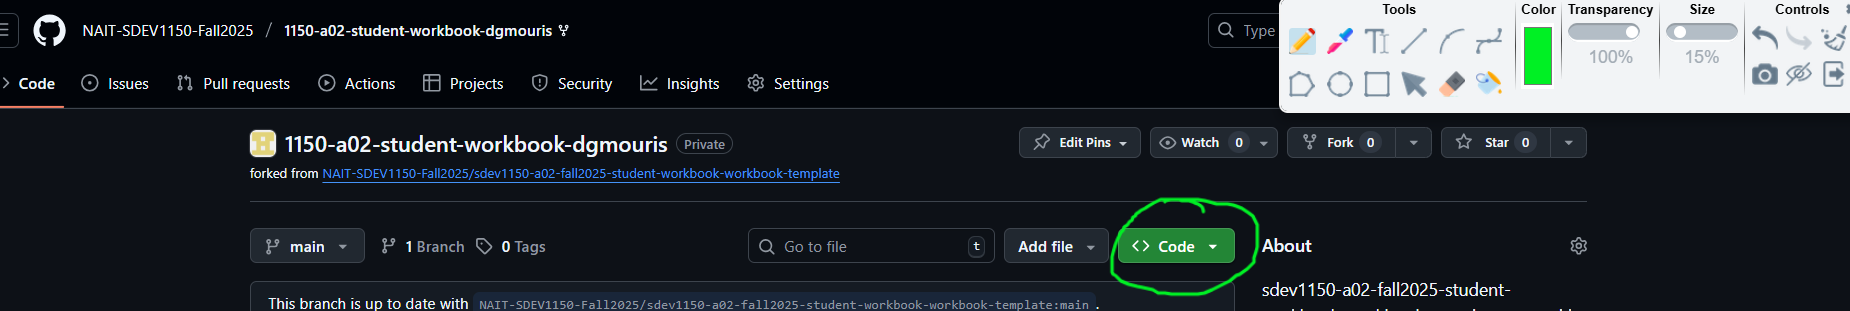 Tools Color Transparency Size Controls
NAIT-SDEV1150-Fall2025 / 1150-a02-student-workbook-dgmouris
Type
100% 15%
Code Issues Pull requests Actions Projects Security Insights Settings
1150-a02-student-workbook-dgmouris Private
Edit Pins Watch 0 Fork 0 Star 0
forked from NAIT-SDEV1150-Fall2025/sdev1150-a02-fall2025-student-workbook-workbook-template
main 1 Branch 0 Tags Go to file t Add file <> Code About
This branch is up to date with NAIT-SDEV1150-Fall2025/sdev1150-a02-fall2025-student-workbook-workbook-template:main .
sdev1150-a02-fall2025-student-